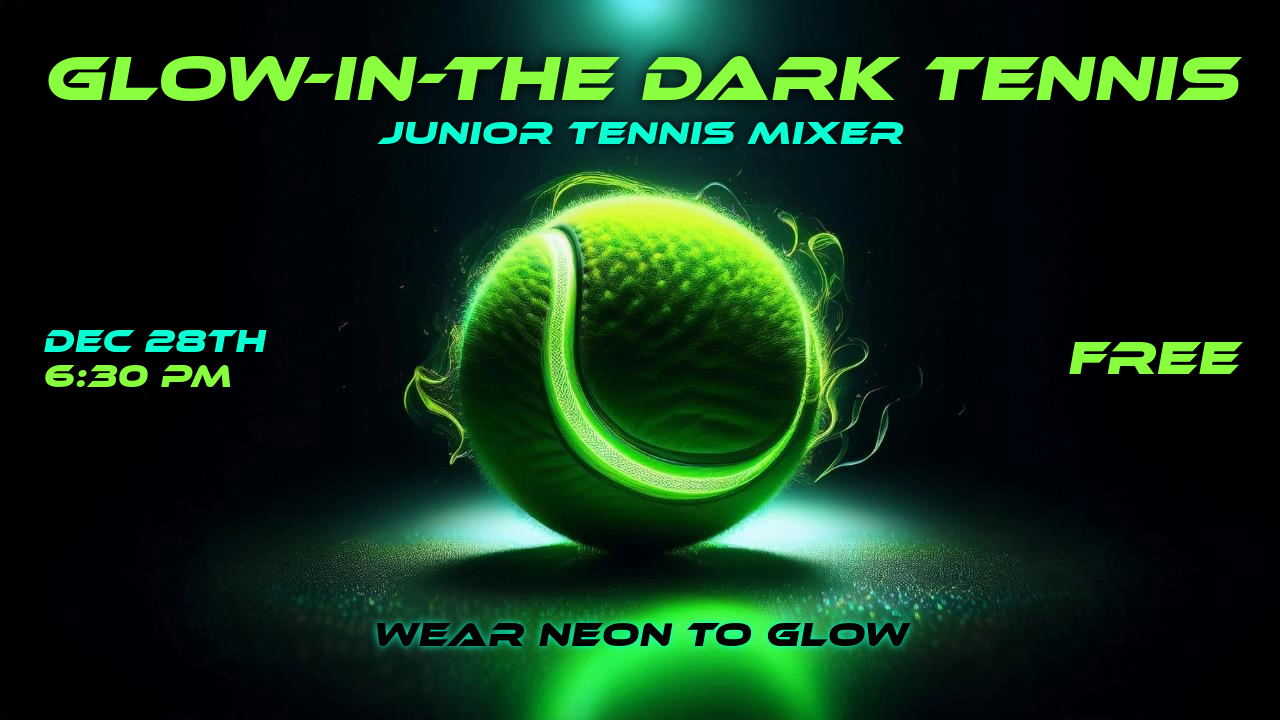 GLOW-IN-THE DARK TENNIS
JUNIOR TENNIS MIXER
DEC 28TH
6:30 PM
FREE
WEAR NEON TO GLOW